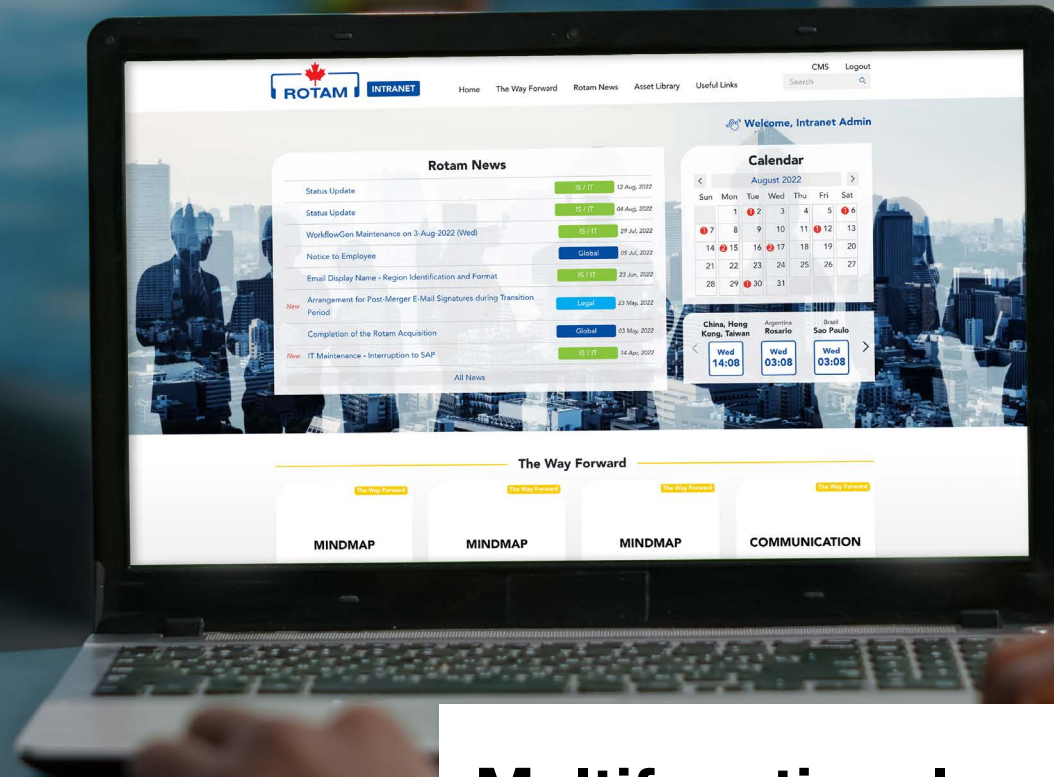 CMS Logout
ROTAM INTRANET Home The Way Forward Rotam News Asset Library Useful Links Search
Welcome, Intranet Admin
Rotam News
Status Update IS / IT 12 Aug, 2022
Status Update IS / IT 04 Aug, 2022
WorkflowGen Maintenance on 3-Aug-2022 (Wed) IS / IT 29 Jul, 2022
Notice to Employee Global 05 Jul, 2022
Email Display Name - Region Identification and Format IS / IT 23 Jun, 2022
New Arrangement for Post-Merger E-Mail Signatures during Transition
Period Legal 23 May, 2022
Completion of the Rotam Acquisition Global 03 May, 2022
New IT Maintenance - Interruption to SAP IS / IT 14 Apr, 2022
All News
Calendar
< August 2022 >
Sun Mon Tue Wed Thu Fri Sat
1 1 2 3 4 5 1 6
1 7 8 9 10 11 1 12 13
14 2 15 16 2 17 18 19 20
21 22 23 24 25 26 27
28 29 1 30 31
China, Hong
Kong, Taiwan
Wed
14:08
Argentina
Rosario
Wed
03:08
Brazil
Sao Paulo
Wed
03:08
The Way Forward
The Way Forward The Way Forward The Way Forward The Way Forward
MINDMAP MINDMAP MINDMAP COMMUNICATION